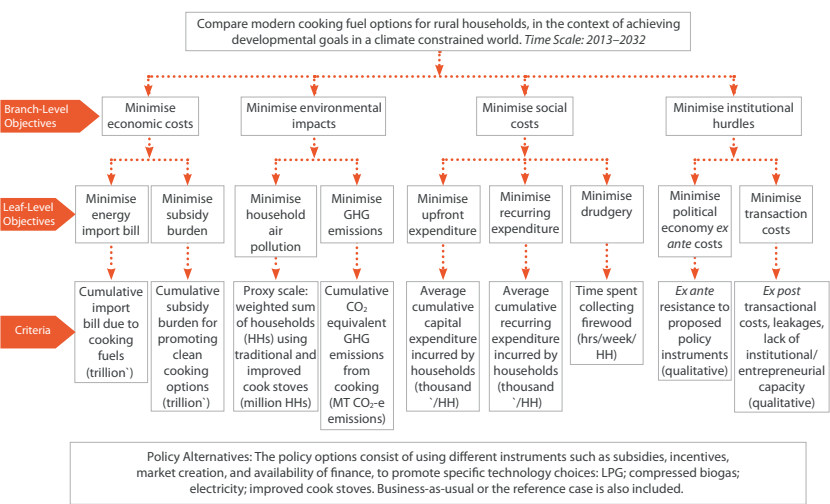 Compare modern cooking fuel options for rural households, in the context of achieving
developmental goals in a climate constrained world. Time Scale: 2013–2032
Branch-Level
Objectives
Minimise
economic costs
Minimise environmental
impacts
Minimise social
costs
Minimise institutional
hurdles
Leaf-Level
Objectives
Minimise
energy
import bill
Minimise
subsidy
burden
Minimise
household
air
pollution
Minimise
GHG
emissions
Minimise
upfront
expenditure
Minimise
recurring
expenditure
Minimise
drudgery
Minimise
political
economy ex
ante costs
Minimise
transaction
costs
Criteria
Cumulative
import
bill due to
cooking
fuels
(trillion`)
Cumulative
subsidy
burden for
promoting
clean
cooking
options
(trillion`)
Proxy scale:
weighted sum
of households
(HHs) using
traditional and
improved
cook stoves
(million HHs)
Cumulative
CO₂
equivalent
GHG
emissions
from
cooking
(MT CO₂-e
emissions)
Average
cumulative
capital
expenditure
incurred by
households
(thousand
`/HH)
Average
cumulative
recurring
expenditure
incurred by
households
(thousand
`/HH)
Time spent
collecting
firewood
(hrs/week/
HH)
Ex ante
resistance to
proposed
policy
instruments
(qualitative)
Ex post
transactional
costs, leakages,
lack of
institutional/
entrepreneurial
capacity
(qualitative)
Policy Alternatives: The policy options consist of using different instruments such as subsidies, incentives,
market creation, and availability of finance, to promote specific technology choices: LPG; compressed biogas;
electricity; improved cook stoves. Business-as-usual or the reference case is also included.